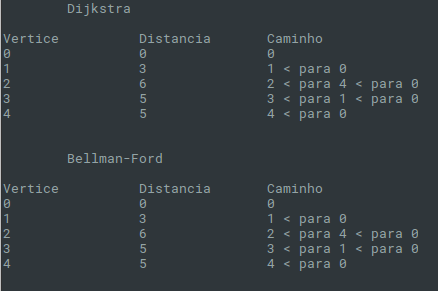 Dijkstra
Vertice Distancia Caminho
0 0 0
1 3 1 < para 0
2 6 2 < para 4 < para 0
3 5 3 < para 1 < para 0
4 5 4 < para 0
Bellman-Ford
Vertice Distancia Caminho
0 0 0
1 3 1 < para 0
2 6 2 < para 4 < para 0
3 5 3 < para 1 < para 0
4 5 4 < para 0